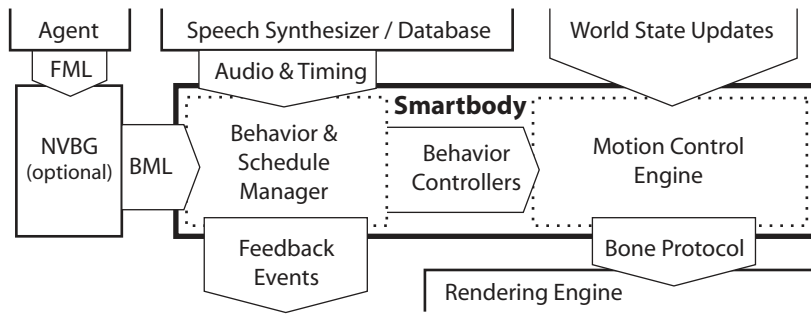 Agent
Speech Synthesizer / Database
World State Updates
FML
Audio & Timing
Smartbody
NVBG
(optional)
BML
Behavior &
Schedule
Manager
Behavior
Controllers
Motion Control
Engine
Feedback
Events
Bone Protocol
Rendering Engine